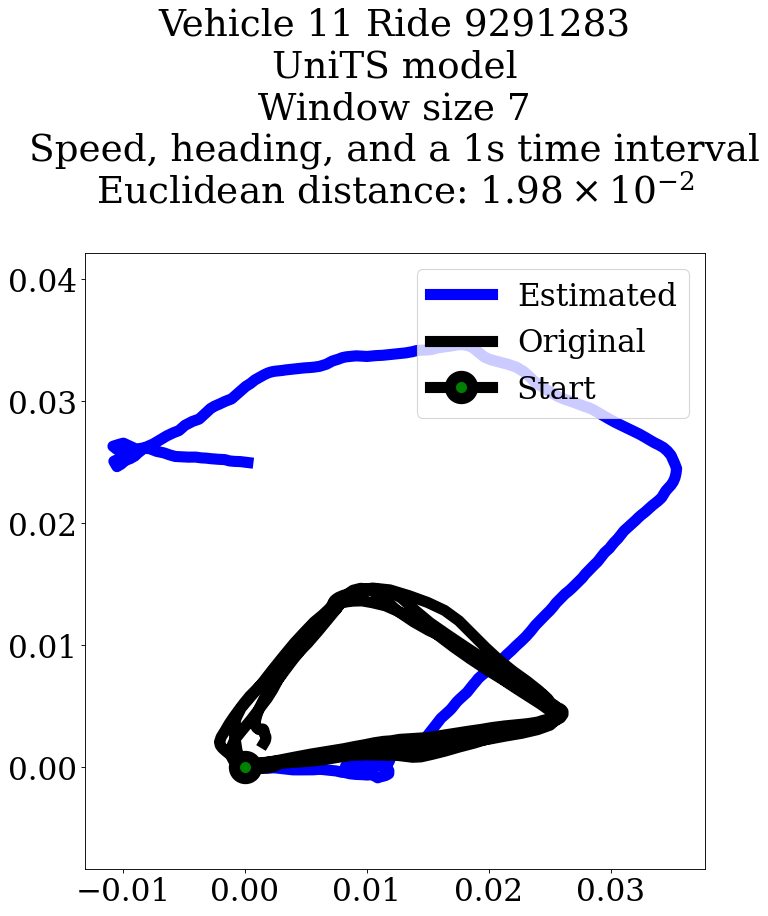 Vehicle 11 Ride 9291283
UniTS model
Window size 7
Speed, heading, and a 1s time interval
Euclidean distance: 1.98 × 10⁻²
Estimated
Original
Start
0.04
0.03
0.02
0.01
0.00
−0.01 0.00 0.01 0.02 0.03